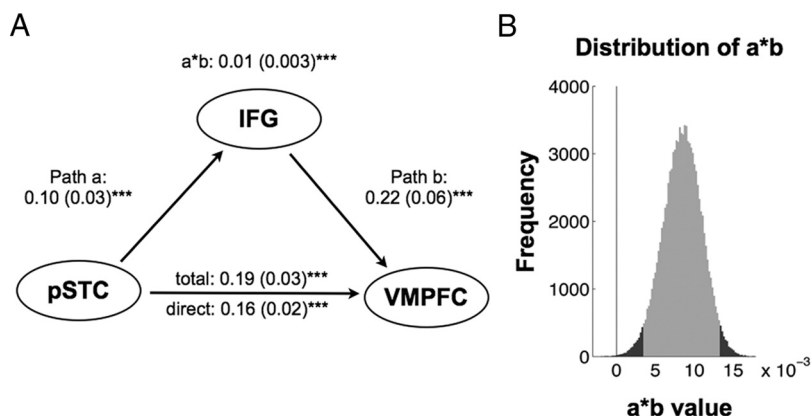 A
a*b: 0.01 (0.003)***
IFG
Path a:
0.10 (0.03)***
Path b:
0.22 (0.06)***
pSTC
total: 0.19 (0.03)***
direct: 0.16 (0.02)***
VMPFC
B
Distribution of a*b
Frequency
4000
3000
2000
1000
0
0 5 10 15 x 10⁻³
a*b value